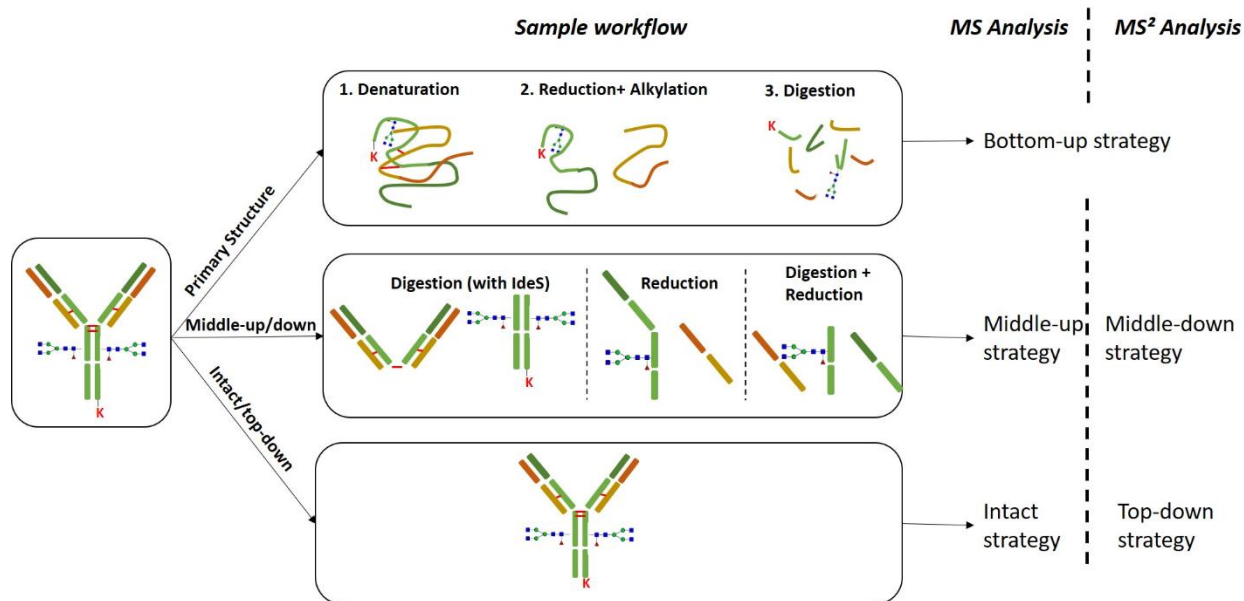 Sample workflow
MS Analysis
MS² Analysis
1. Denaturation
2. Reduction+ Alkylation
3. Digestion
K
K
K
Bottom-up strategy
Primary Structure
Middle-up/down
Intact/top-down
K
Digestion (with IdeS)
Reduction
Digestion +
Reduction
K
Middle-up
strategy
Middle-down
strategy
K
Intact
strategy
Top-down
strategy